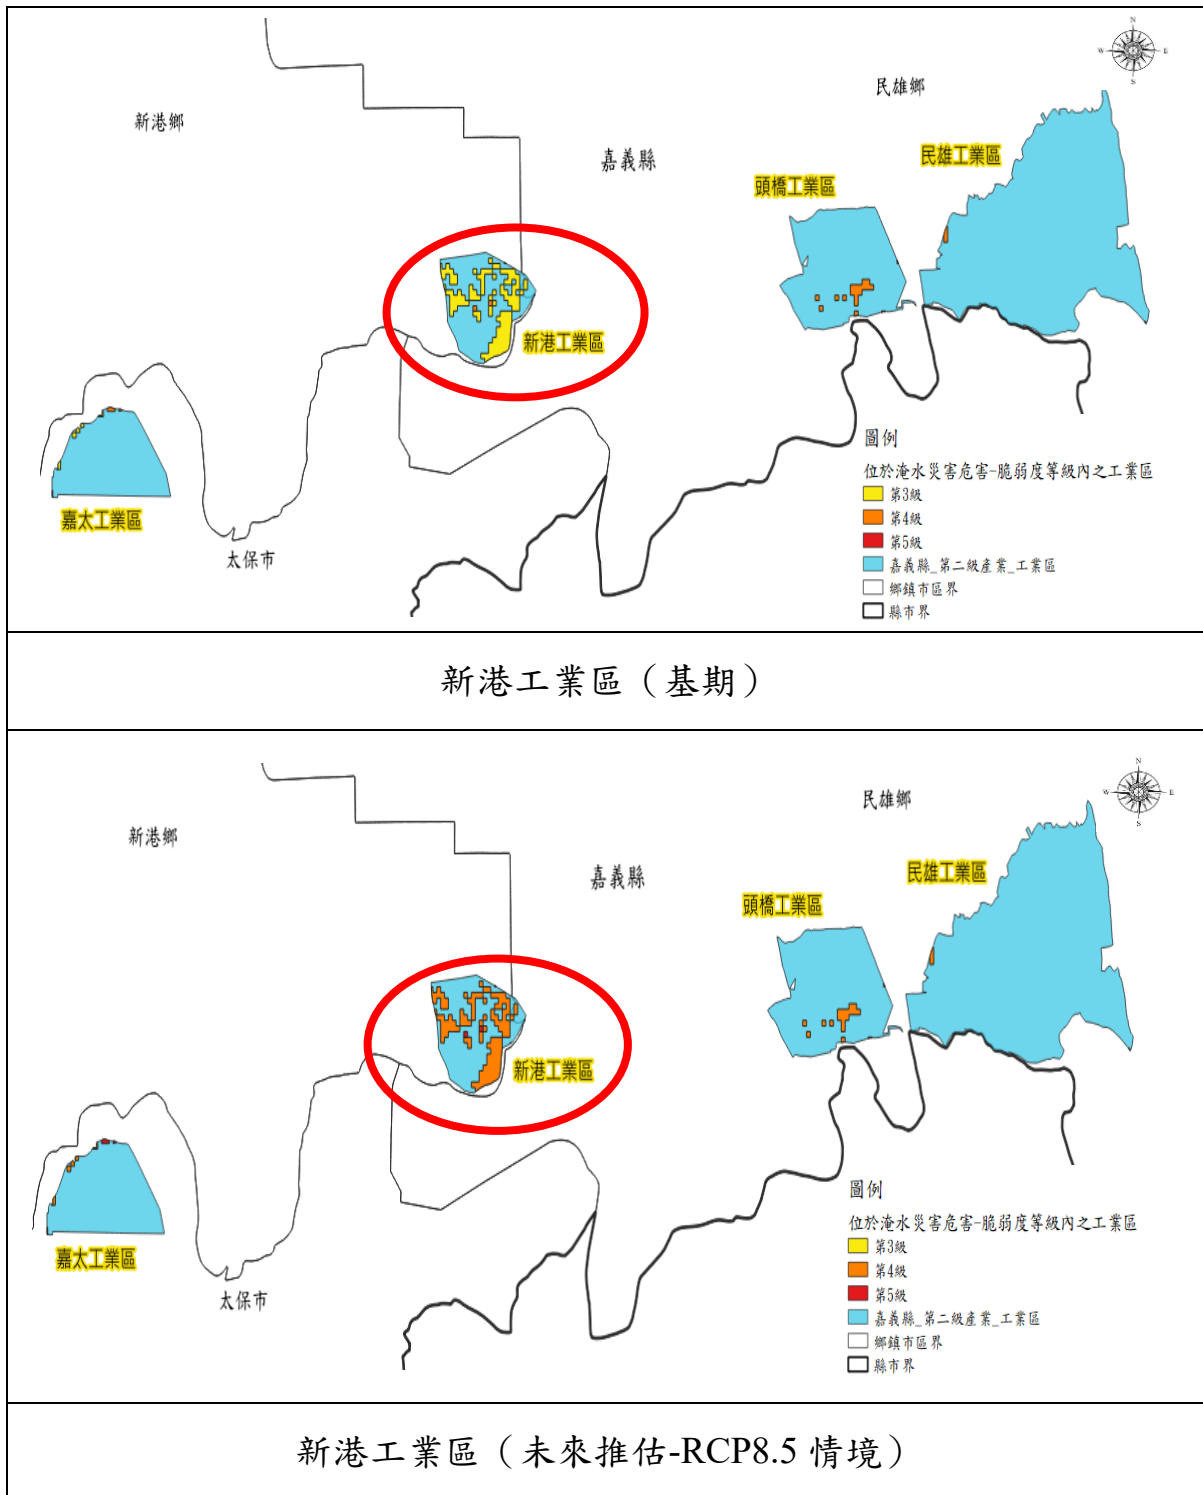 N
W
E
S
民雄鄉
新港鄉
民雄工業區
嘉義縣
頭橋工業區
新港工業區
圖例
位於淹水災害危害-脆弱度等級內之工業區
第3級
第4級
第5級
嘉義縣_第二級產業_工業區
鄉鎮市區界
縣市界
嘉太工業區
太保市
新港工業區（基期）
N
W
E
S
民雄鄉
新港鄉
民雄工業區
嘉義縣
頭橋工業區
新港工業區
圖例
位於淹水災害危害-脆弱度等級內之工業區
第3級
第4級
第5級
嘉義縣_第二級產業_工業區
鄉鎮市區界
縣市界
嘉太工業區
太保市
新港工業區（未來推估-RCP8.5 情境）